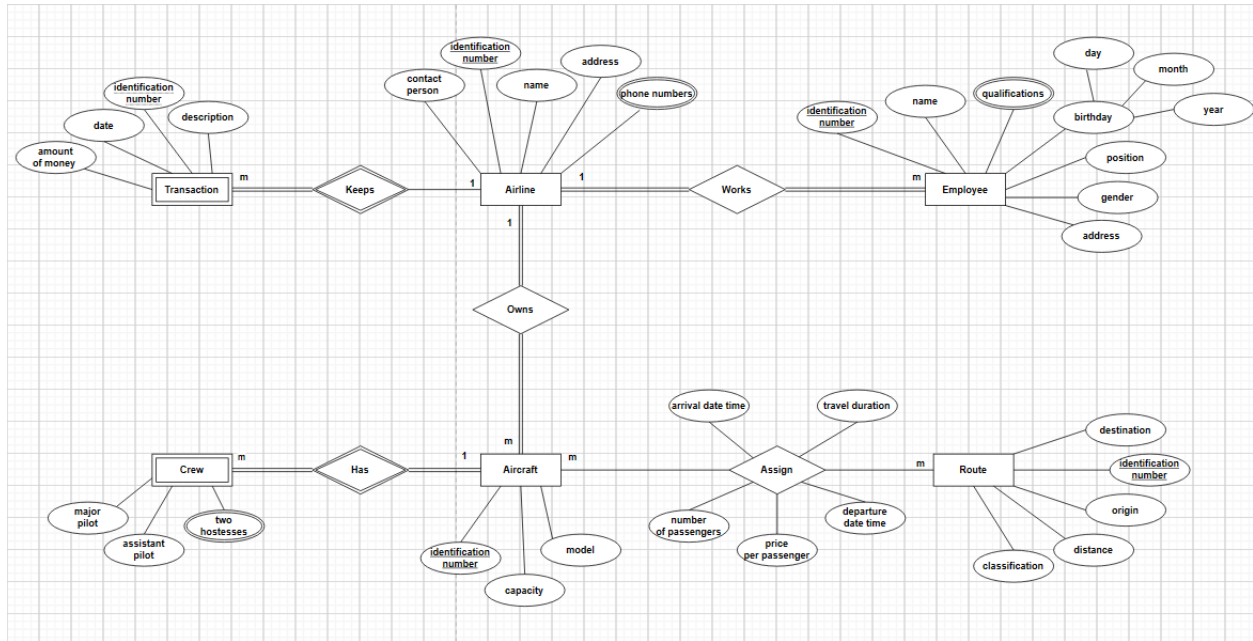 identification
number
address
day
contact
person
name
month
identification
number
phone numbers
name
qualifications
year
date
description
identification
number
birthday
amount
of money
position
m
1
1
m
Transaction
Keeps
Airline
Works
Employee
gender
1
address
Owns
arrival date time
travel duration
destination
m
m
1
m
m
Crew
Has
Aircraft
Assign
Route
identification
number
major
pilot
two
hostesses
origin
number
of passengers
departure
date time
assistant
pilot
identification
number
model
price
per passenger
distance
classification
capacity